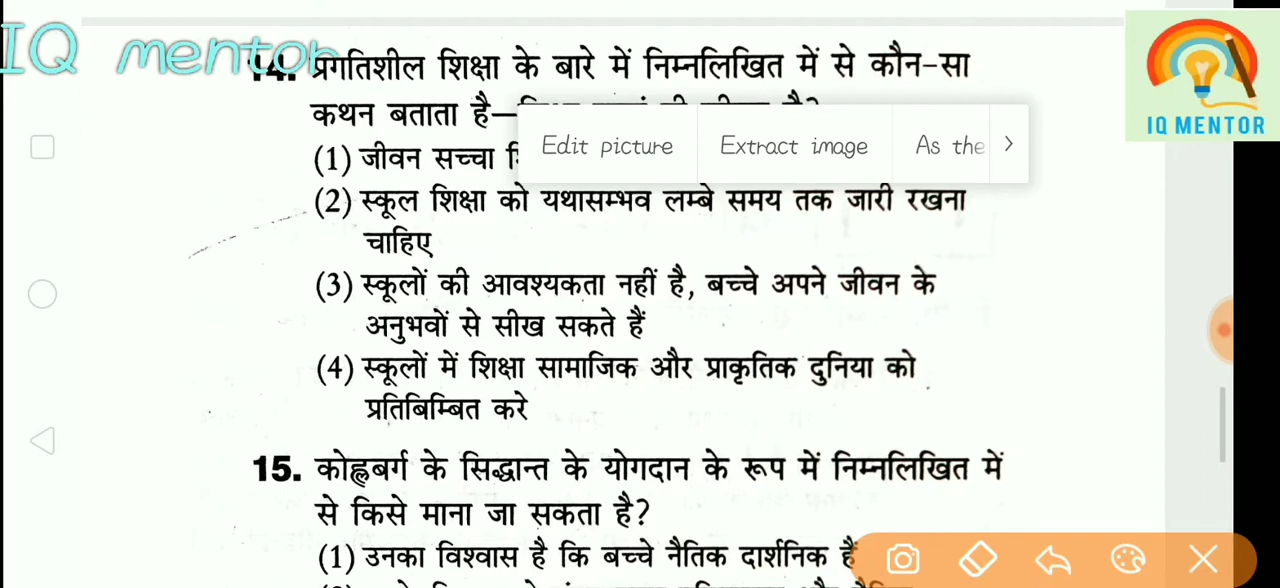 IQ mentor
14. प्रगतिशील शिक्षा के बारे में निम्नलिखित में से कौन-सा
कथन बताता है—
Edit picture Extract image As the
(1) जीवन सच्चा
(2) स्कूल शिक्षा को यथासम्भव लम्बे समय तक जारी रखना
चाहिए
(3) स्कूलों की आवश्यकता नहीं है, बच्चे अपने जीवन के
अनुभवों से सीख सकते हैं
(4) स्कूलों में शिक्षा सामाजिक और प्राकृतिक दुनिया को
प्रतिबिम्बित करे
15. कोह्लबर्ग के सिद्धान्त के योगदान के रूप में निम्नलिखित में
से किसे माना जा सकता है?
(1) उनका विश्वास है कि बच्चे नैतिक दार्शनिक हैं
IQ MENTOR